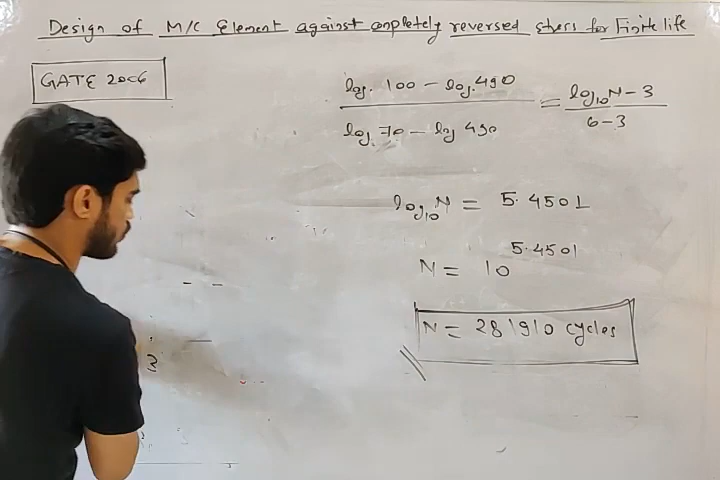 Design of M/C Element against completely reversed stress for Finite life
GATE 2006
log. 100 - log. 490 / log. 70 - log 490 = log10 N - 3 / 6 - 3
log10 N = 5.4501
N = 10^5.4501
N = 281910 cycles